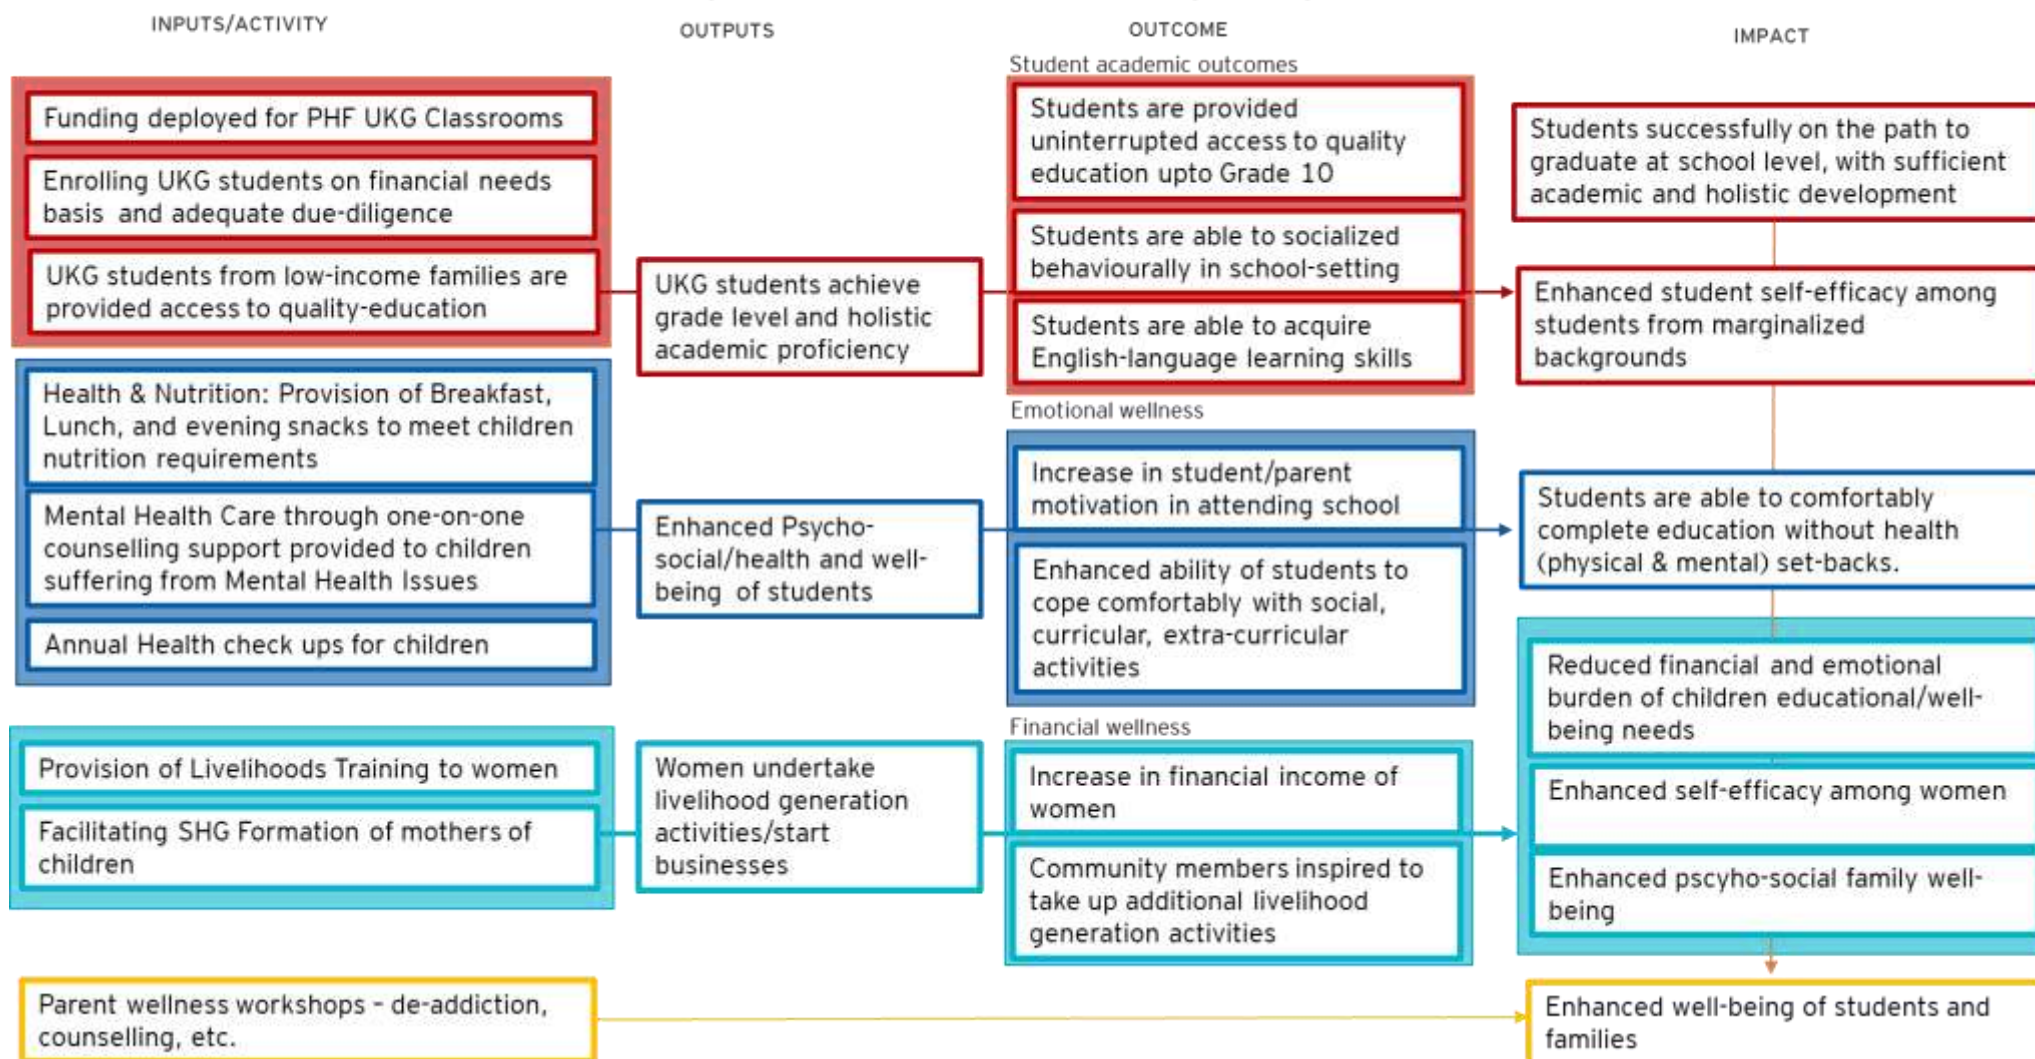 INPUTS/ACTIVITY
OUTPUTS
OUTCOME
IMPACT
Funding deployed for PHF UKG Classrooms
Enrolling UKG students on financial needs
basis and adequate due-diligence
UKG students from low-income families are
provided access to quality-education
Health & Nutrition: Provision of Breakfast,
Lunch, and evening snacks to meet children
nutrition requirements
Mental Health Care through one-on-one
counselling support provided to children
suffering from Mental Health Issues
Annual Health check ups for children
Provision of Livelihoods Training to women
Facilitating SHG Formation of mothers of
children
Parent wellness workshops – de-addiction,
counselling, etc.
UKG students achieve
grade level and holistic
academic proficiency
Enhanced Psycho-
social/health and well-
being of students
Women undertake
livelihood generation
activities/start
businesses
Student academic outcomes
Students are provided
uninterrupted access to quality
education upto Grade 10
Students are able to socialized
behaviourally in school-setting
Students are able to acquire
English-language learning skills
Emotional wellness
Increase in student/parent
motivation in attending school
Enhanced ability of students to
cope comfortably with social,
curricular, extra-curricular
activities
Financial wellness
Increase in financial income of
women
Community members inspired to
take up additional livelihood
generation activities
Students successfully on the path to
graduate at school level, with sufficient
academic and holistic development
Enhanced student self-efficacy among
students from marginalized
backgrounds
Students are able to comfortably
complete education without health
(physical & mental) set-backs.
Reduced financial and emotional
burden of children educational/well-
being needs
Enhanced self-efficacy among women
Enhanced pscyho-social family well-
being
Enhanced well-being of students and
families